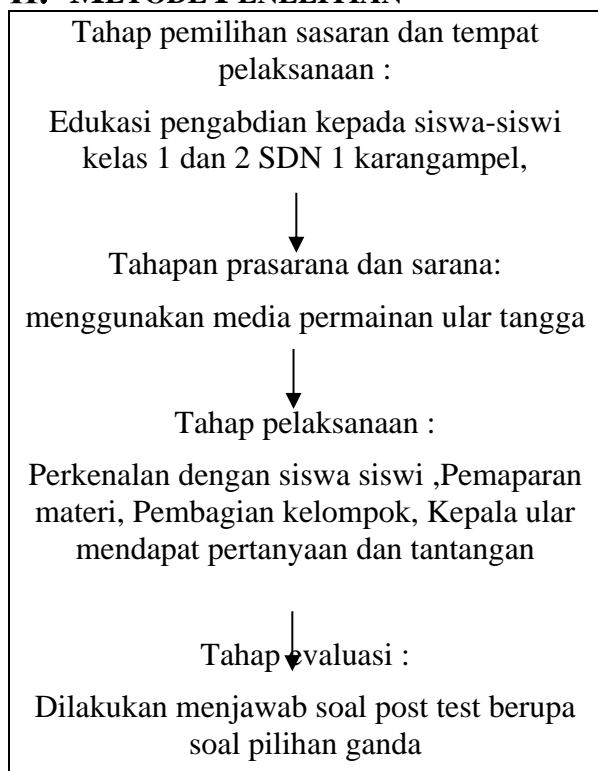 II. METODE PENELITIAN
Tahap pemilihan sasaran dan tempat
pelaksanaan :
Edukasi pengabdian kepada siswa-siswi
kelas 1 dan 2 SDN 1 karangampel,
Tahapan prasarana dan sarana:
menggunakan media permainan ular tangga
Tahap pelaksanaan :
Perkenalan dengan siswa siswi ,Pemaparan
materi, Pembagian kelompok, Kepala ular
mendapat pertanyaan dan tantangan
Tahap evaluasi :
Dilakukan menjawab soal post test berupa
soal pilihan ganda